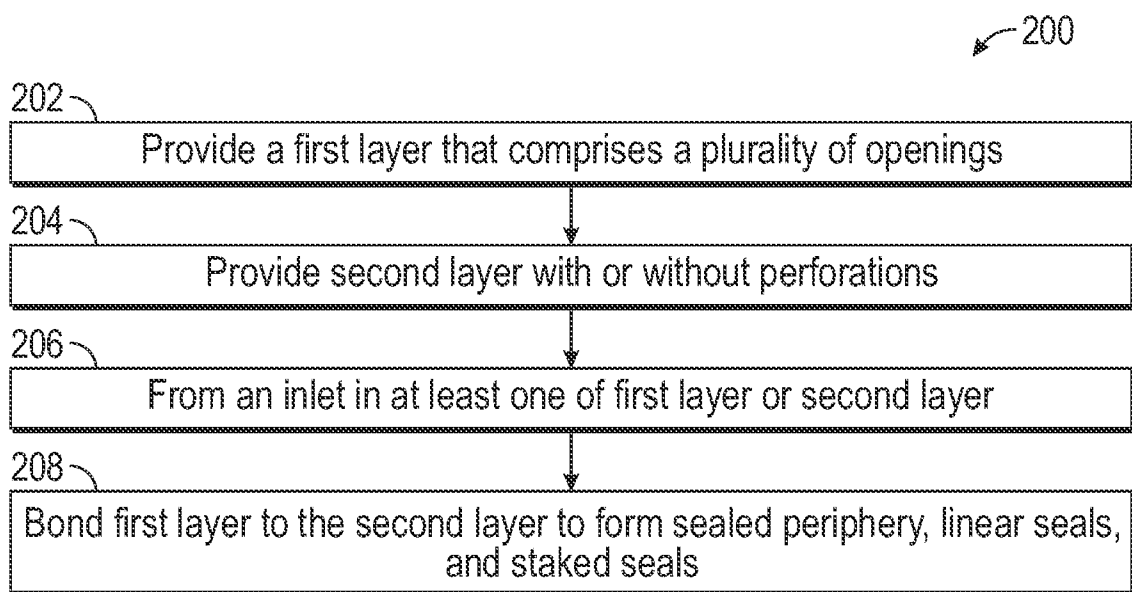 200
202
Provide a first layer that comprises a plurality of openings
204
Provide second layer with or without perforations
206
From an inlet in at least one of first layer or second layer
208
Bond first layer to the second layer to form sealed periphery, linear seals,
and staked seals